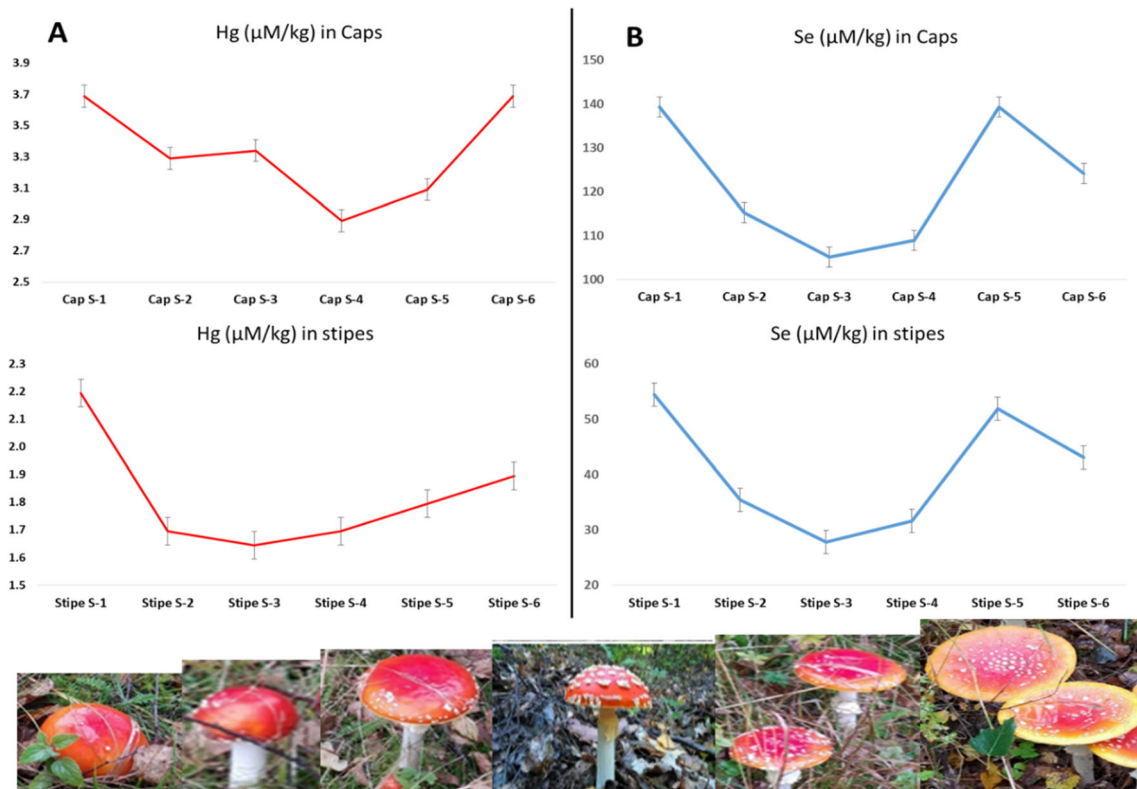 A
Hg (µM/kg) in Caps
3.9
3.7
3.5
3.3
3.1
2.9
2.7
2.5
Cap S-1 Cap S-2 Cap S-3 Cap S-4 Cap S-5 Cap S-6
Hg (µM/kg) in stipes
2.3
2.2
2.1
2.0
1.9
1.8
1.7
1.6
1.5
Stipe S-1 Stipe S-2 Stipe S-3 Stipe S-4 Stipe S-5 Stipe S-6
B
Se (µM/kg) in Caps
150
140
130
120
110
100
Cap S-1 Cap S-2 Cap S-3 Cap S-4 Cap S-5 Cap S-6
Se (µM/kg) in stipes
60
50
40
30
20
Stipe S-1 Stipe S-2 Stipe S-3 Stipe S-4 Stipe S-5 Stipe S-6